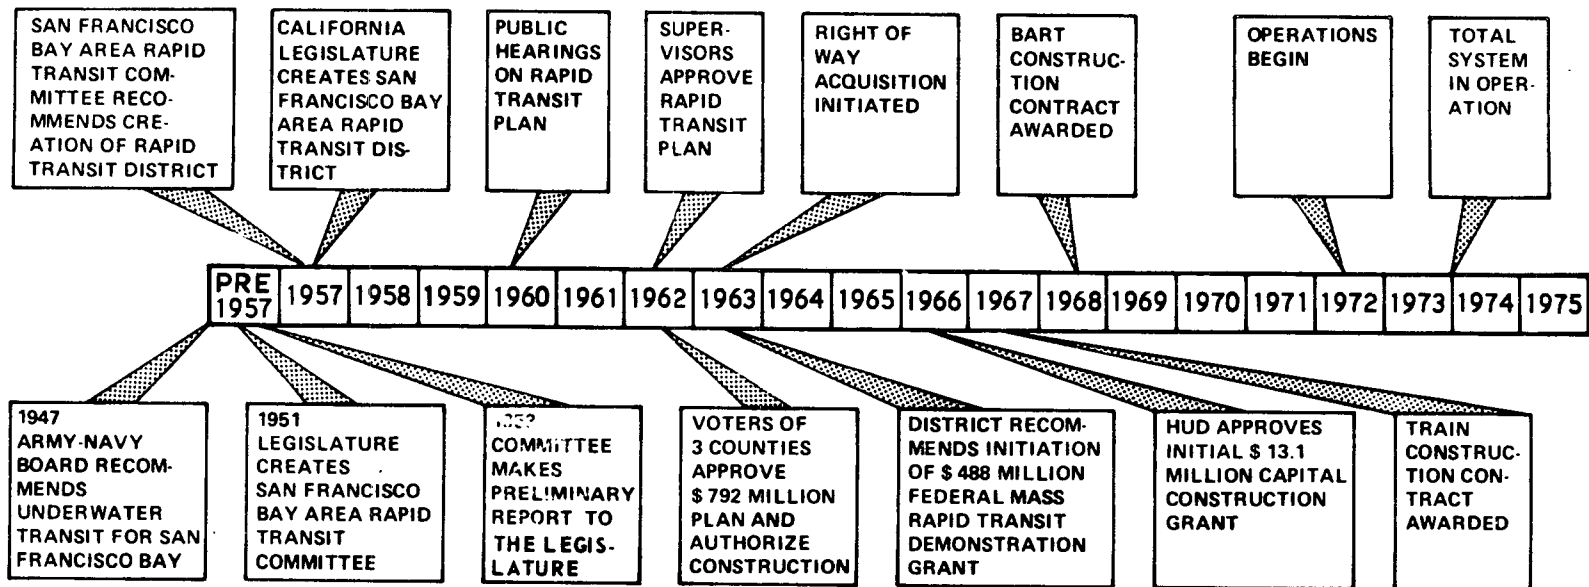 SAN FRANCISCO
BAY AREA RAPID
TRANSIT COM-
MITTEE RECO-
MMENDS CRE-
ATION OF RAPID
TRANSIT DISTRICT
CALIFORNIA
LEGISLATURE
CREATES SAN
FRANCISCO BAY
AREA RAPID
TRANSIT DIS-
TRICT
PUBLIC
HEARINGS
ON RAPID
TRANSIT
PLAN
SUPER-
VISORS
APPROVE
RAPID
TRANSIT
PLAN
RIGHT OF
WAY
ACQUISITION
INITIATED
BART
CONSTRUC-
TION
CONTRACT
AWARDED
OPERATIONS
BEGIN
TOTAL
SYSTEM
IN OPER-
ATION
PRE
1957
1957
1958
1959
1960
1961
1962
1963
1964
1965
1966
1967
1968
1969
1970
1971
1972
1973
1974
1975
1947
ARMY-NAVY
BOARD RECOM-
MENDS
UNDERWATER
TRANSIT FOR SAN
FRANCISCO BAY
1951
LEGISLATURE
CREATES
SAN FRANCISCO
BAY AREA RAPID
TRANSIT
COMMITTEE
COMMITTEE
MAKES
PRELIMINARY
REPORT TO
THE LEGIS-
LATURE
VOTERS OF
3 COUNTIES
APPROVE
$ 792 MILLION
PLAN AND
AUTHORIZE
CONSTRUCTION
DISTRICT RECOM-
MENDS INITIATION
OF $ 488 MILLION
FEDERAL MASS
RAPID TRANSIT
DEMONSTRATION
GRANT
HUD APPROVES
INITIAL $ 13.1
MILLION CAPITAL
CONSTRUCTION
GRANT
TRAIN
CONSTRUC-
TION CON-
TRACT
AWARDED